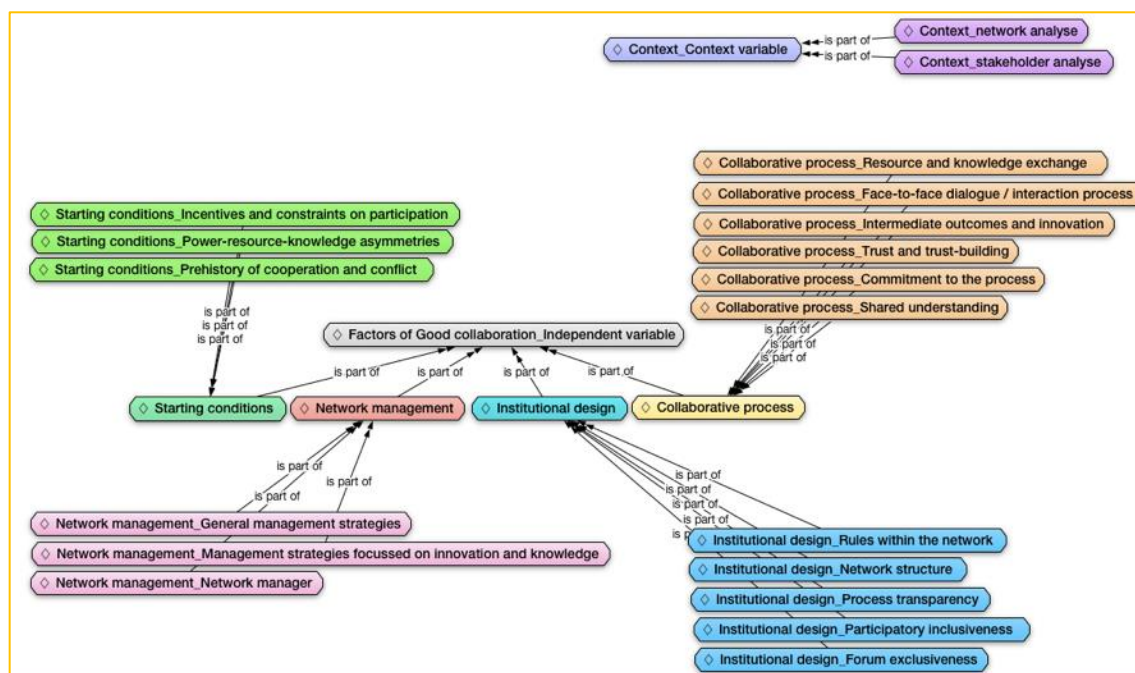 ◇ Context_Context variable
is part of
is part of
◇ Context_network analyse
◇ Context_stakeholder analyse
◇ Collaborative process_Resource and knowledge exchange
◇ Collaborative process_Face-to-face dialogue / interaction process
◇ Collaborative process_Intermediate outcomes and innovation
◇ Collaborative process_Trust and trust-building
◇ Collaborative process_Commitment to the process
◇ Collaborative process_Shared understanding
is part of
is part of
is part of
◇ Starting conditions_Incentives and constraints on participation
◇ Starting conditions_Power-resource-knowledge asymmetries
◇ Starting conditions_Prehistory of cooperation and conflict
is part of
is part of
is part of
◇ Factors of Good collaboration_Independent variable
is part of
is part of
is part of
is part of
◇ Starting conditions
◇ Network management
◇ Institutional design
◇ Collaborative process
is part of
is part of
is part of
◇ Network management_General management strategies
◇ Network management_Management strategies focussed on innovation and knowledge
◇ Network management_Network manager
is part of
is part of
is part of
is part of
◇ Institutional design_Rules within the network
◇ Institutional design_Network structure
◇ Institutional design_Process transparency
◇ Institutional design_Participatory inclusiveness
◇ Institutional design_Forum exclusiveness